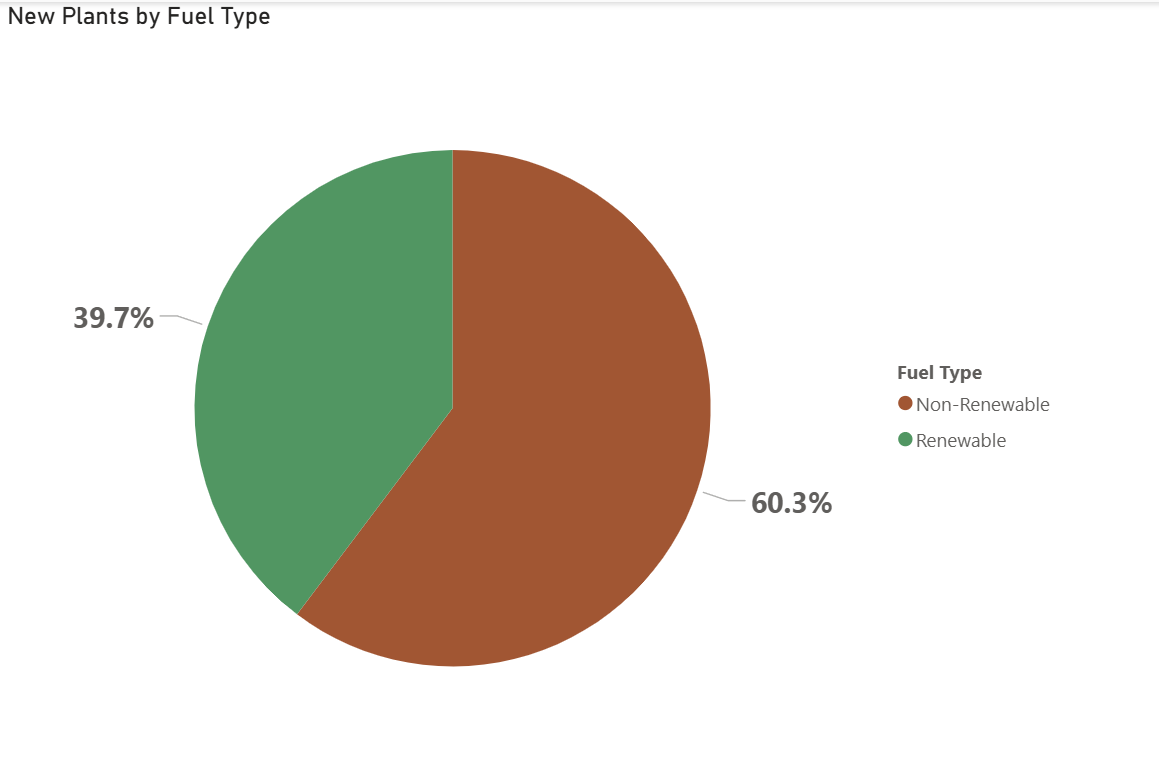 New Plants by Fuel Type
39.7%
60.3%
Fuel Type
Non-Renewable
Renewable